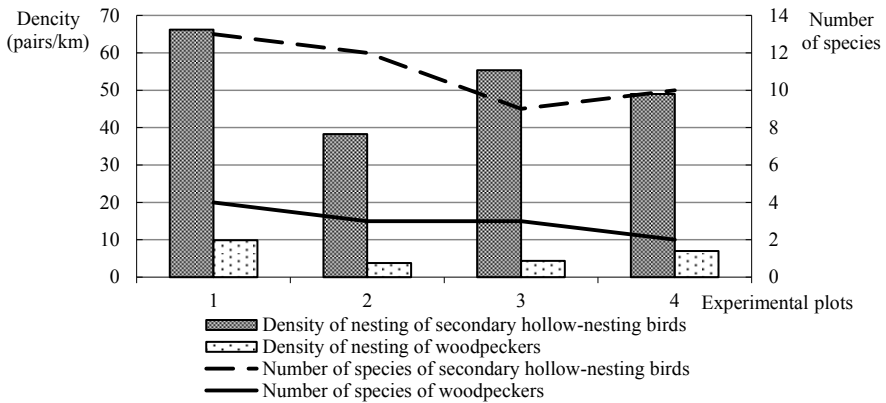 Dencity
(pairs/km)
70
60
50
40
30
20
10
0
14
12
10
8
6
4
2
0
Number
of species
1 2 3 4 Experimental plots
Density of nesting of secondary hollow-nesting birds
Density of nesting of woodpeckers
Number of species of secondary hollow-nesting birds
Number of species of woodpeckers